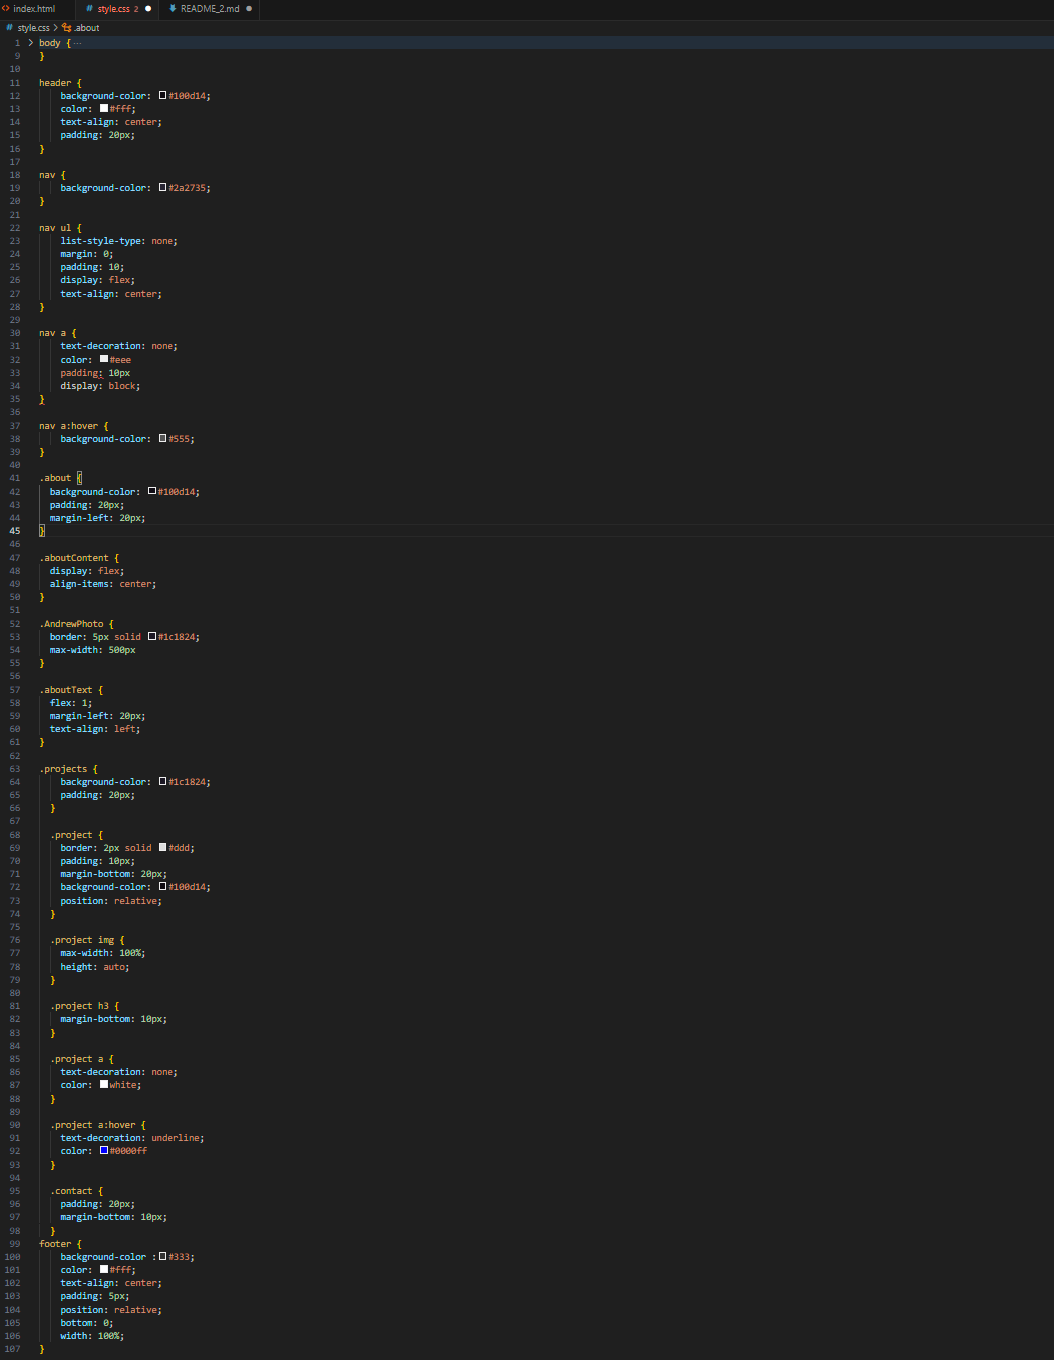 index.html style.css 2 README_2.md
# style.css > .about
1 body { ···
9 }
10
11 header {
12 background-color: #100d14;
13 color: #fff;
14 text-align: center;
15 padding: 20px;
16 }
17
18 nav {
19 background-color: #2a2735;
20 }
21
22 nav ul {
23 list-style-type: none;
24 margin: 0;
25 padding: 10;
26 display: flex;
27 text-align: center;
28 }
29
30 nav a {
31 text-decoration: none;
32 color: #eee
33 padding: 10px
34 display: block;
35 }
36
37 nav a:hover {
38 background-color: #555;
39 }
40
41 .about {
42 background-color: #100d14;
43 padding: 20px;
44 margin-left: 20px;
45 }
46
47 .aboutContent {
48 display: flex;
49 align-items: center;
50 }
51
52 .AndrewPhoto {
53 border: 5px solid #1c1824;
54 max-width: 500px
55 }
56
57 .aboutText {
58 flex: 1;
59 margin-left: 20px;
60 text-align: left;
61 }
62
63 .projects {
64 background-color: #1c1824;
65 padding: 20px;
66 }
67
68 .project {
69 border: 2px solid #ddd;
70 padding: 10px;
71 margin-bottom: 20px;
72 background-color: #100d14;
73 position: relative;
74 }
75
76 .project img {
77 max-width: 100%;
78 height: auto;
79 }
80
81 .project h3 {
82 margin-bottom: 10px;
83 }
84
85 .project a {
86 text-decoration: none;
87 color: white;
88 }
89
90 .project a:hover {
91 text-decoration: underline;
92 color: #0000ff
93 }
94
95 .contact {
96 padding: 20px;
97 margin-bottom: 10px;
98 }
99 footer {
100 background-color :#333;
101 color: #fff;
102 text-align: center;
103 padding: 5px;
104 position: relative;
105 bottom: 0;
106 width: 100%;
107 }